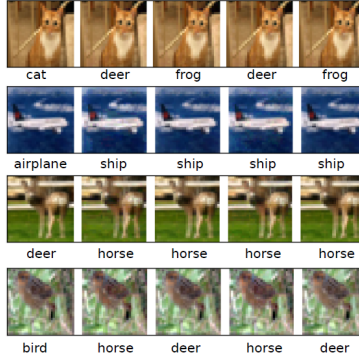 cat deer frog deer frog
airplane ship ship ship ship
deer horse horse horse horse
bird horse deer horse deer